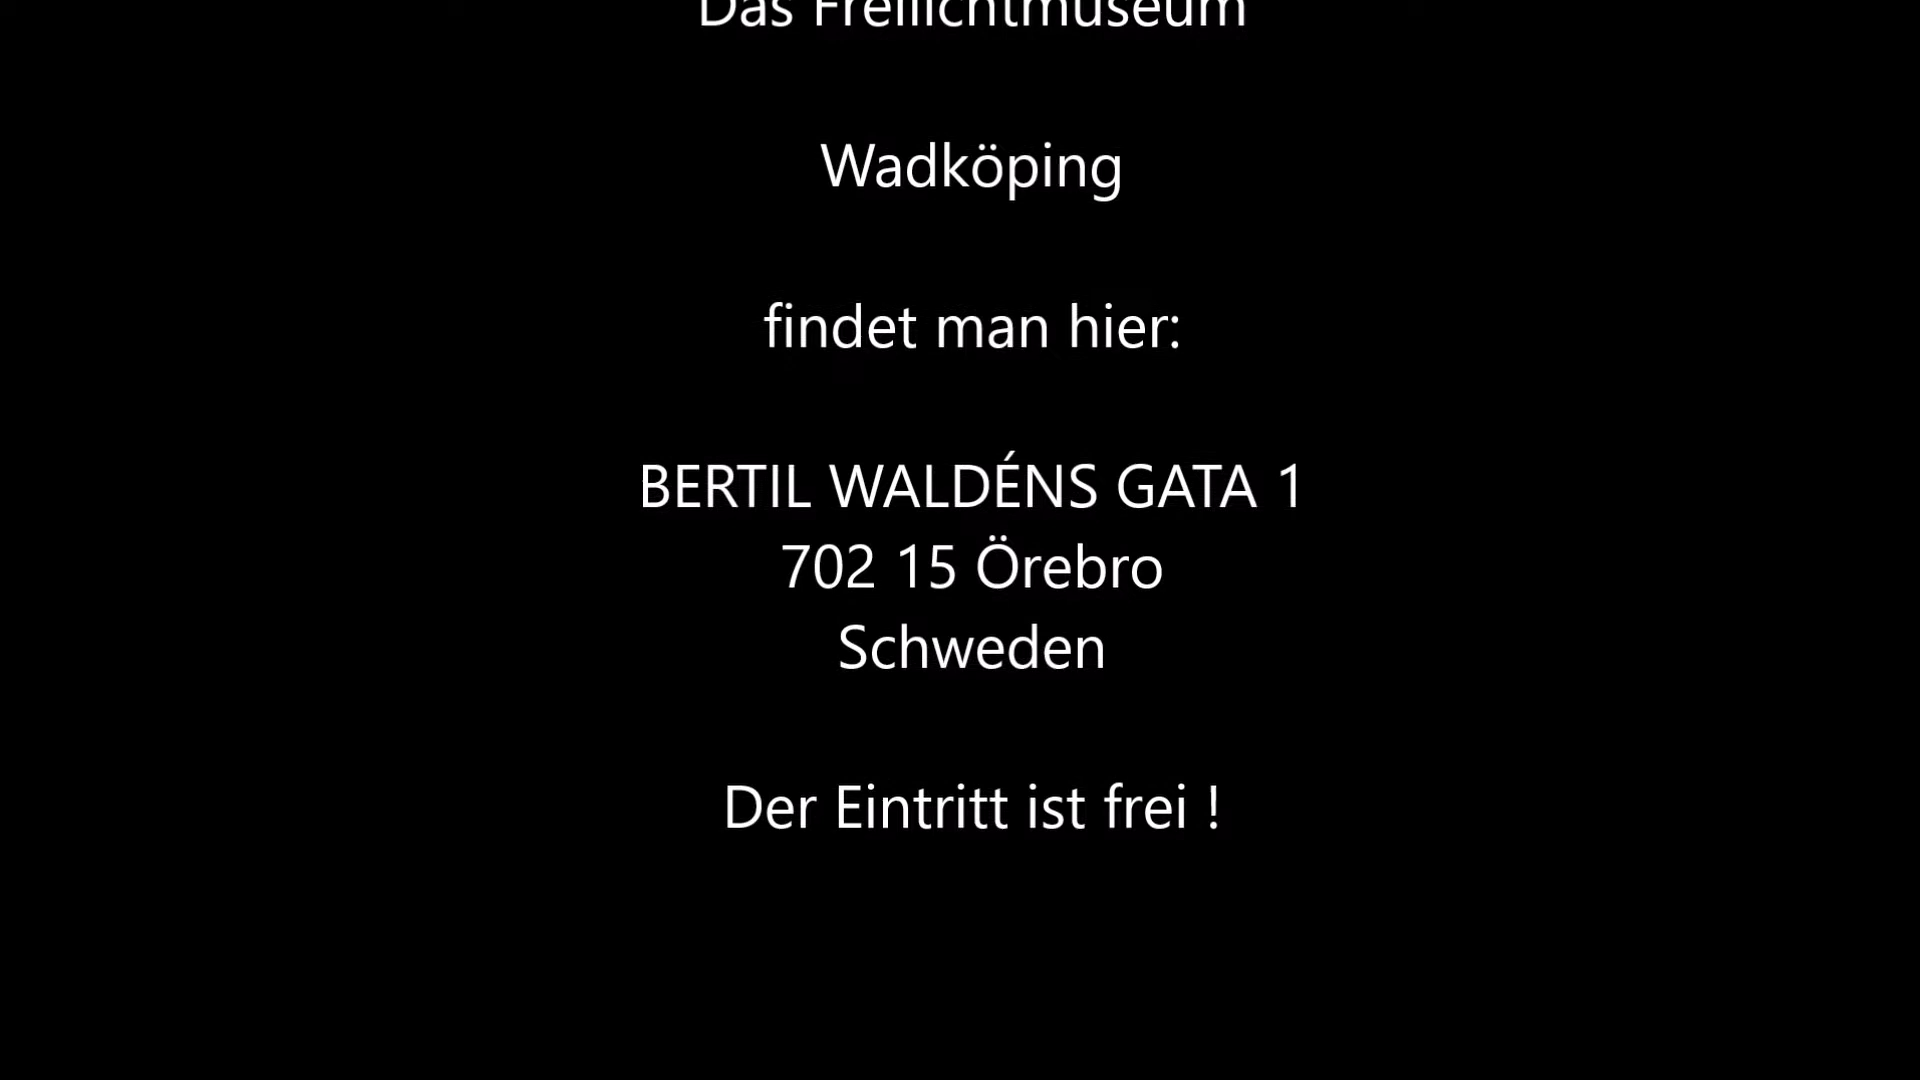 Das Freilichtmuseum
Wadköping
findet man hier:
BERTIL WALDÉNS GATA 1
702 15 Örebro
Schweden
Der Eintritt ist frei !